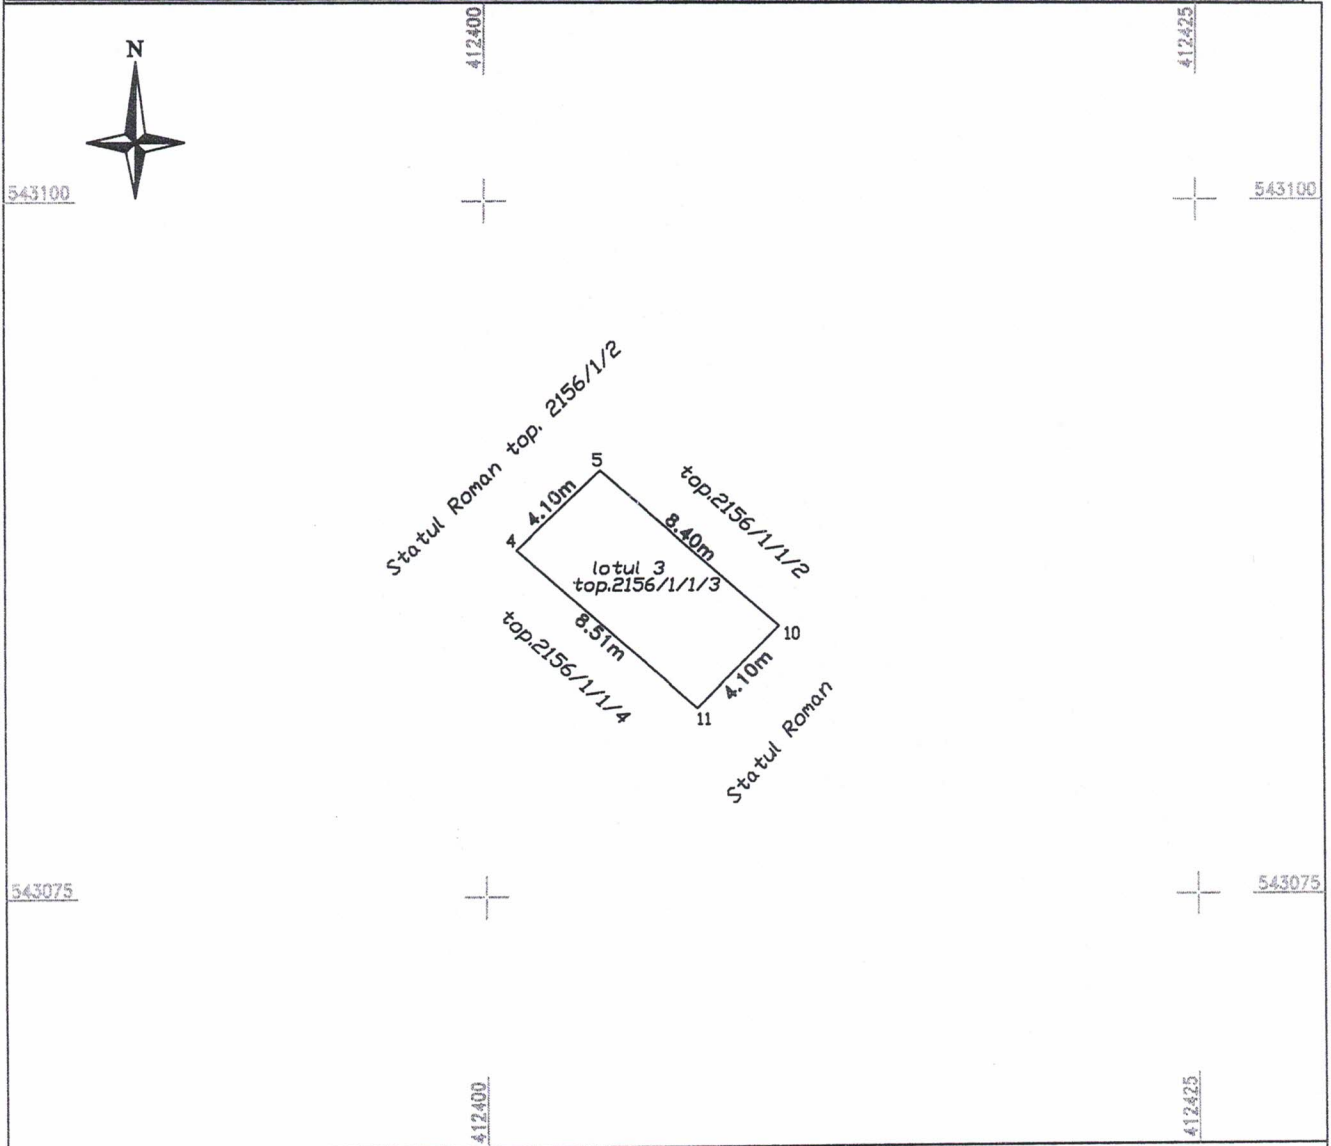 412400
412425
N
543100
543100
Statul Roman top. 2156/1/2
5
4.10m
top.2156/1/1/2
8.40m
4
lotul 3
top.2156/1/1/3
top.2156/1/1/4
8.51m
10
4.10m
11
Statul Roman
543075
543075
412400
412425